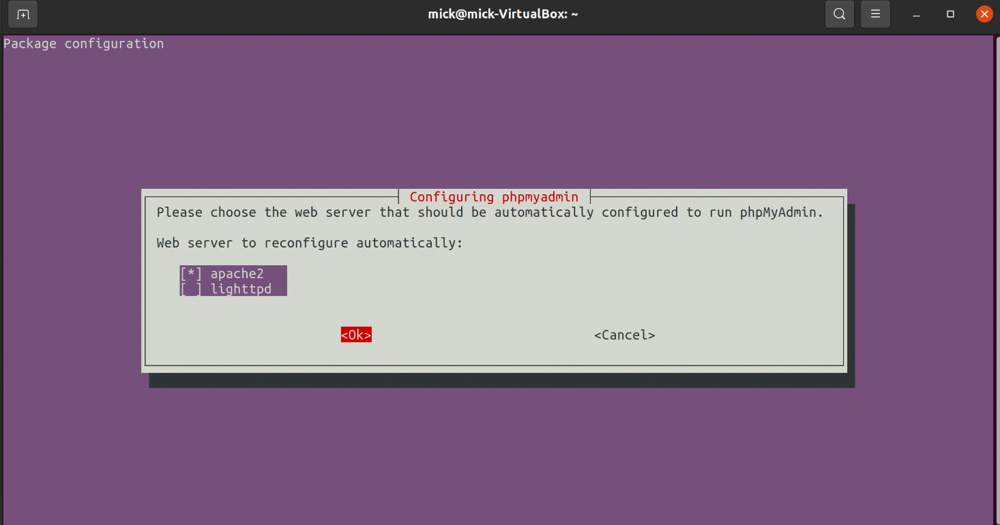 mick@mick-VirtualBox: ~
Package configuration
Configuring phpmyadmin
Please choose the web server that should be automatically configured to run phpMyAdmin.
Web server to reconfigure automatically:
[*] apache2
[ ] lighttpd
<Ok> <Cancel>